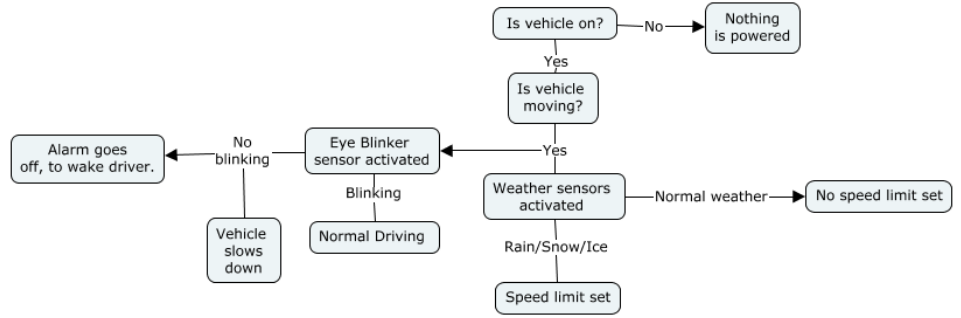 Is vehicle on?
No
Nothing
is powered
Yes
Is vehicle
moving?
Yes
Eye Blinker
sensor activated
No
blinking
Alarm goes
off, to wake driver.
Blinking
Weather sensors
activated
Normal weather
No speed limit set
Vehicle
slows
down
Normal Driving
Rain/Snow/Ice
Speed limit set